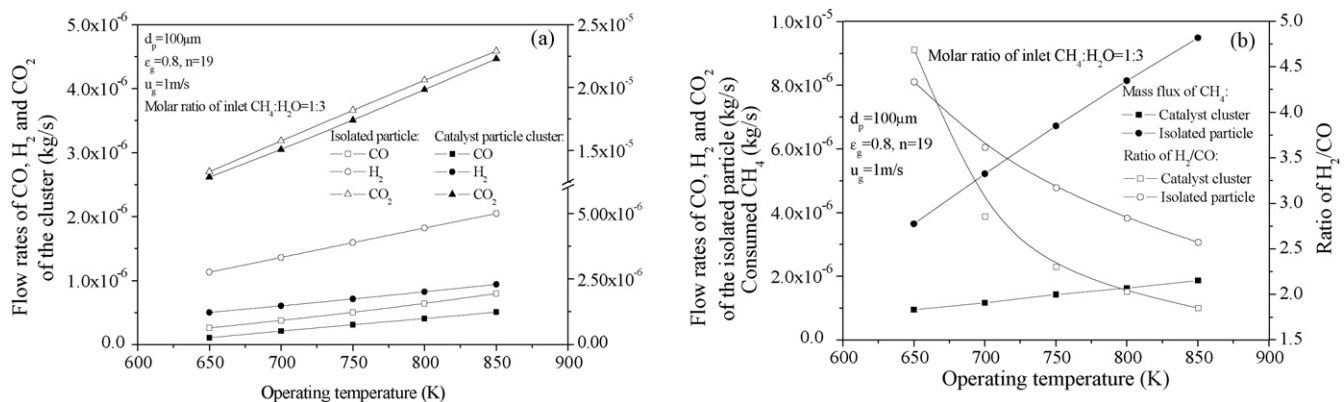 Flow rates of CO, H₂ and CO₂
of the cluster (kg/s)
5.0x10⁻⁶
4.0x10⁻⁶
3.0x10⁻⁶
2.0x10⁻⁶
1.0x10⁻⁶
0.0
(a)
dₚ=100μm
ε_g=0.8, n=19
u_g=1m/s
Molar ratio of inlet CH₄:H₂O=1:3
Isolated particle:
CO
H₂
CO₂
Catalyst particle cluster:
CO
H₂
CO₂
2.5x10⁻⁵
2.0x10⁻⁵
1.5x10⁻⁵
5.00x10⁻⁶
2.50x10⁻⁶
0.00
600 650 700 750 800 850 900
Operating temperature (K)
Flow rates of CO, H₂ and CO₂
of the isolated particle (kg/s)
Consumed CH₄ (kg/s)
1.0x10⁻⁵
8.0x10⁻⁶
6.0x10⁻⁶
4.0x10⁻⁶
2.0x10⁻⁶
0.0
(b)
Molar ratio of inlet CH₄:H₂O=1:3
dₚ=100μm
ε_g=0.8, n=19
u_g=1m/s
Mass flux of CH₄:
Catalyst cluster
Isolated particle
Ratio of H₂/CO:
Catalyst cluster
Isolated particle
5.0
4.5
4.0
3.5
3.0
2.5
2.0
1.5
Ratio of H₂/CO
600 650 700 750 800 850 900
Operating temperature (K)